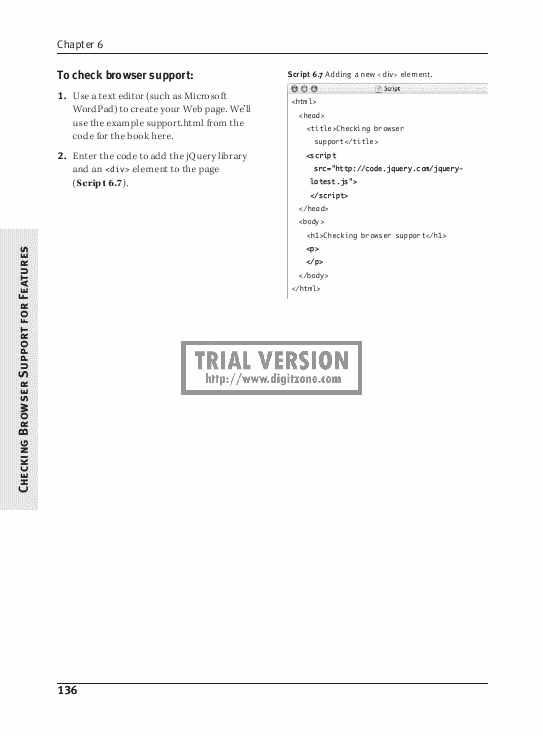 Chapter 6
To check browser support:
1. Use a text editor (such as Microsoft
WordPad) to create your Web page. We'll
use the example support.html from the
code for the book here.
2. Enter the code to add the jQuery library
and an <div> element to the page
(Script 6.7).
Script 6.7 Adding a new <div> element.
Script
<html>
<head>
<title>Checking browser
support</title>
<script
src="http://code.jquery.com/jquery-
latest.js">
</script>
</head>
<body>
<h1>Checking browser support</h1>
<p>
</p>
</body>
</html>
Checking Browser Support for Features
TRIAL VERSION
http://www.digitzone.com
136